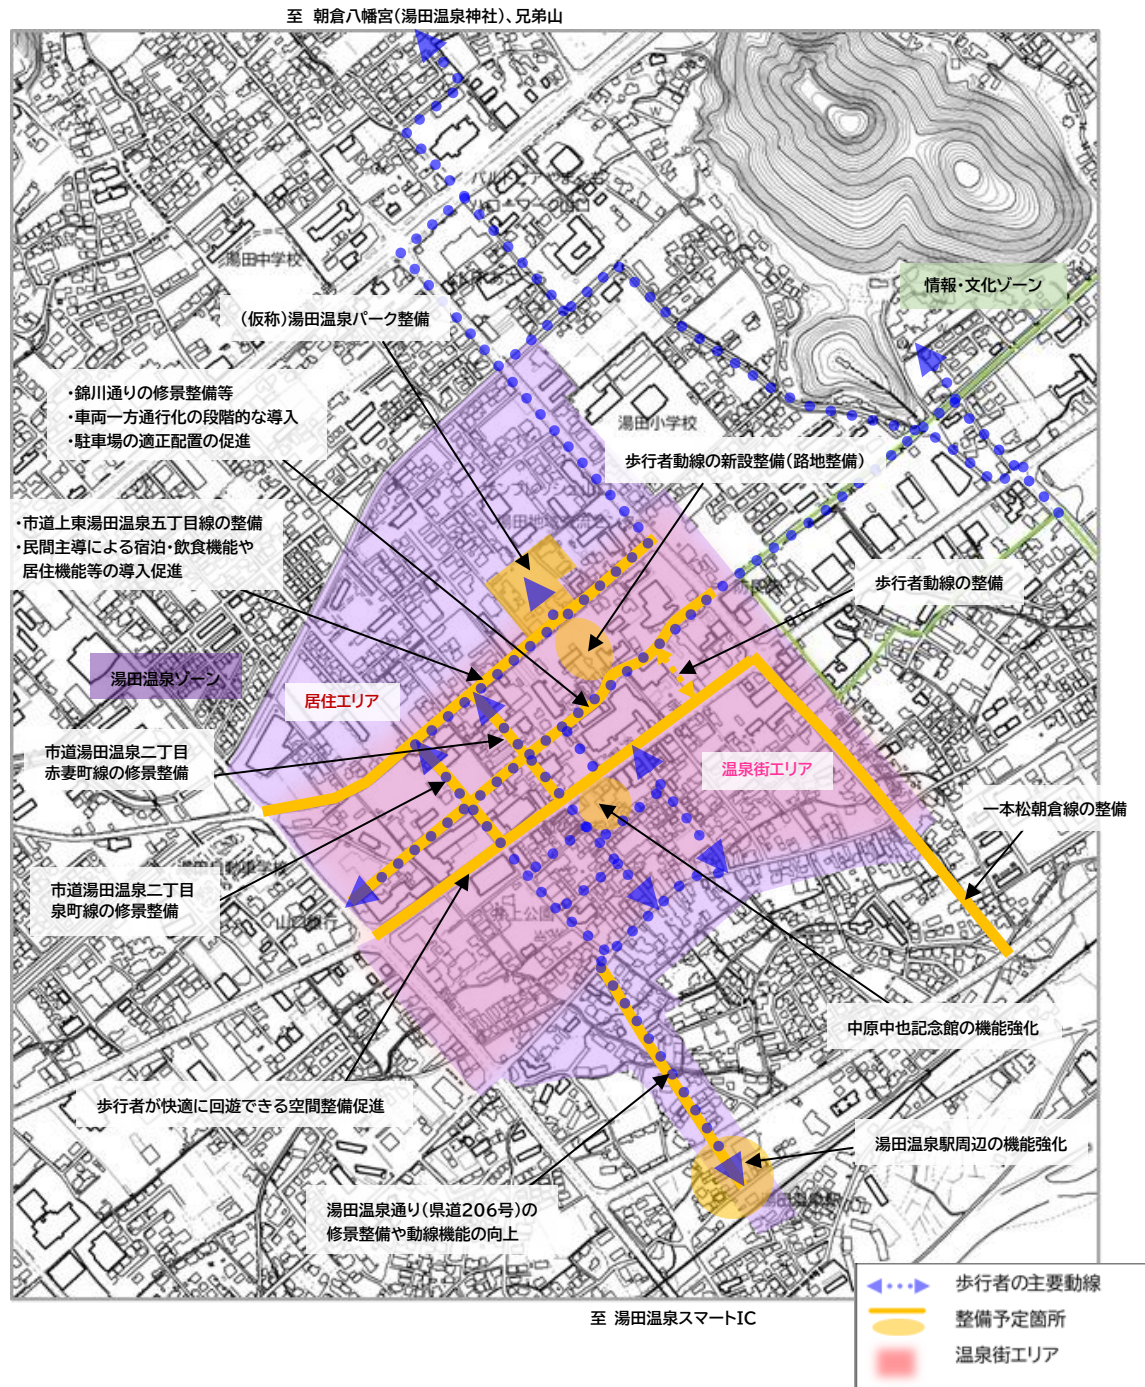 至 朝倉八幡宮(湯田温泉神社)、兄弟山
湯田中学校
情報・文化ゾーン
(仮称)湯田温泉パーク整備
・錦川通りの修景整備等
・車両一方通行化の段階的な導入
・駐車場の適正配置の促進
湯田小学校
歩行者動線の新設整備(路地整備)
・市道上東湯田温泉五丁目線の整備
・民間主導による宿泊・飲食機能や
居住機能等の導入促進
歩行者動線の整備
湯田温泉ゾーン
居住エリア
市道湯田温泉二丁目
赤妻町線の修景整備
温泉街エリア
一本松朝倉線の整備
市道湯田温泉二丁目
泉町線の修景整備
井上公園
中原中也記念館の機能強化
歩行者が快適に回遊できる空間整備促進
湯田温泉駅周辺の機能強化
湯田温泉通り(県道206号)の
修景整備や動線機能の向上
至 湯田温泉スマートIC
歩行者の主要動線
整備予定箇所
温泉街エリア